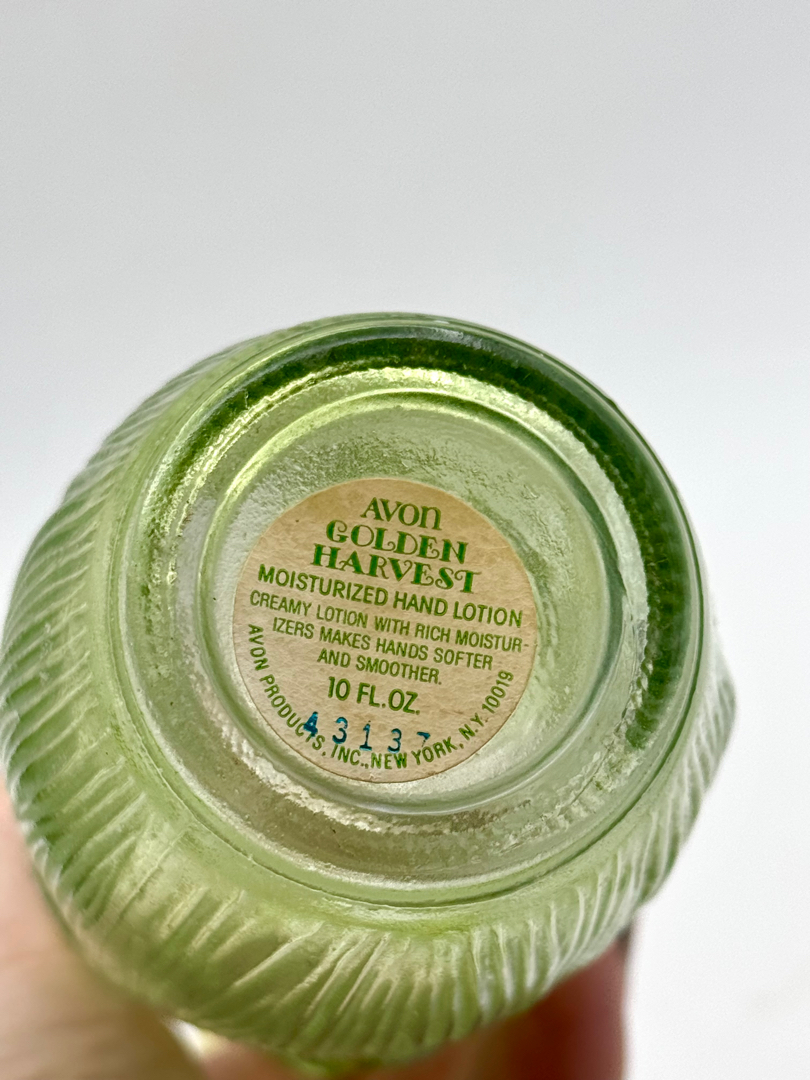 AVON
GOLDEN
HARVEST
MOISTURIZED HAND LOTION
CREAMY LOTION WITH RICH MOISTUR-
IZERS MAKES HANDS SOFTER
AND SMOOTHER.
10 FL.OZ.
43137
AVON PRODUCTS, INC., NEW YORK, N.Y. 10019